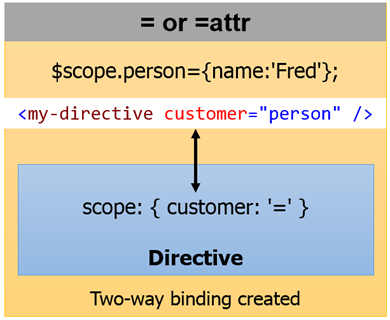 = or =attr
$scope.person={name:'Fred'};
<my-directive customer="person" />
scope: { customer: '=' }
Directive
Two-way binding created